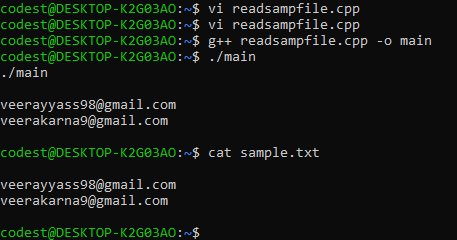 codest@DESKTOP-K2G03AO:~$ vi readsampfile.cpp
codest@DESKTOP-K2G03AO:~$ vi readsampfile.cpp
codest@DESKTOP-K2G03AO:~$ g++ readsampfile.cpp -o main
codest@DESKTOP-K2G03AO:~$ ./main
./main
veerayyass98@gmail.com
veerakarna9@gmail.com
codest@DESKTOP-K2G03AO:~$ cat sample.txt
veerayyass98@gmail.com
veerakarna9@gmail.com
codest@DESKTOP-K2G03AO:~$